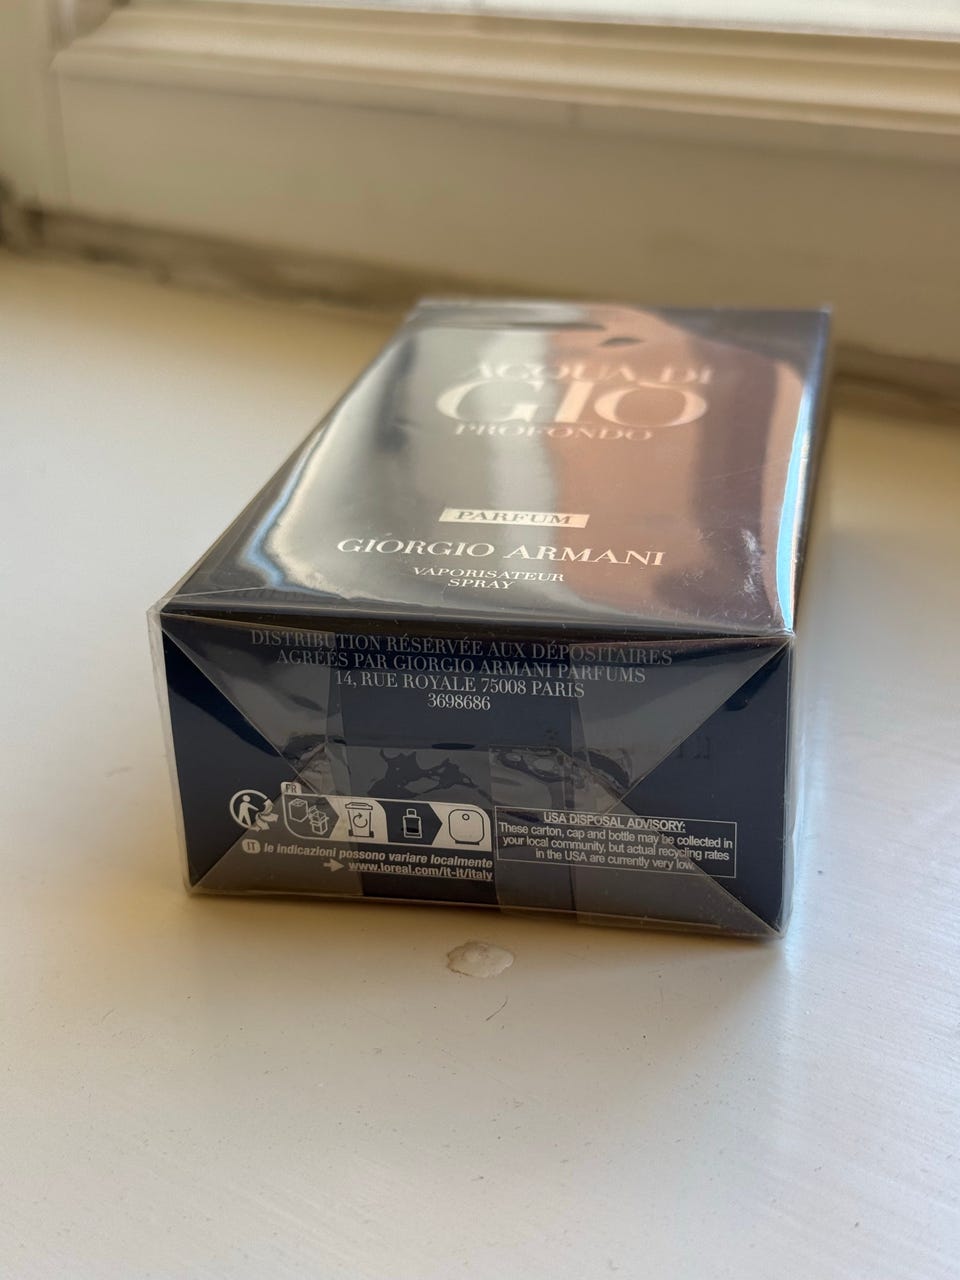 ACQUA DI
GIÒ
PROFONDO
PARFUM
GIORGIO ARMANI
VAPORISATEUR
SPRAY
DISTRIBUTION RÉSERVÉE AUX DÉPOSITAIRES
AGRÉÉS PAR GIORGIO ARMANI PARFUMS
14, RUE ROYALE 75008 PARIS
3698686
FR
IT le indicazioni possono variare localmente
www.loreal.com/it-it/italy
USA DISPOSAL ADVISORY:
These carton, cap and bottle may be collected in
your local community, but actual recycling rates
in the USA are currently very low.